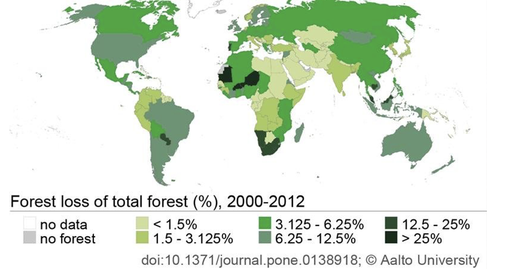 Forest loss of total forest (%), 2000-2012
no data < 1.5% 3.125 - 6.25% 12.5 - 25%
no forest 1.5 - 3.125% 6.25 - 12.5% > 25%
doi:10.1371/journal.pone.0138918; © Aalto University